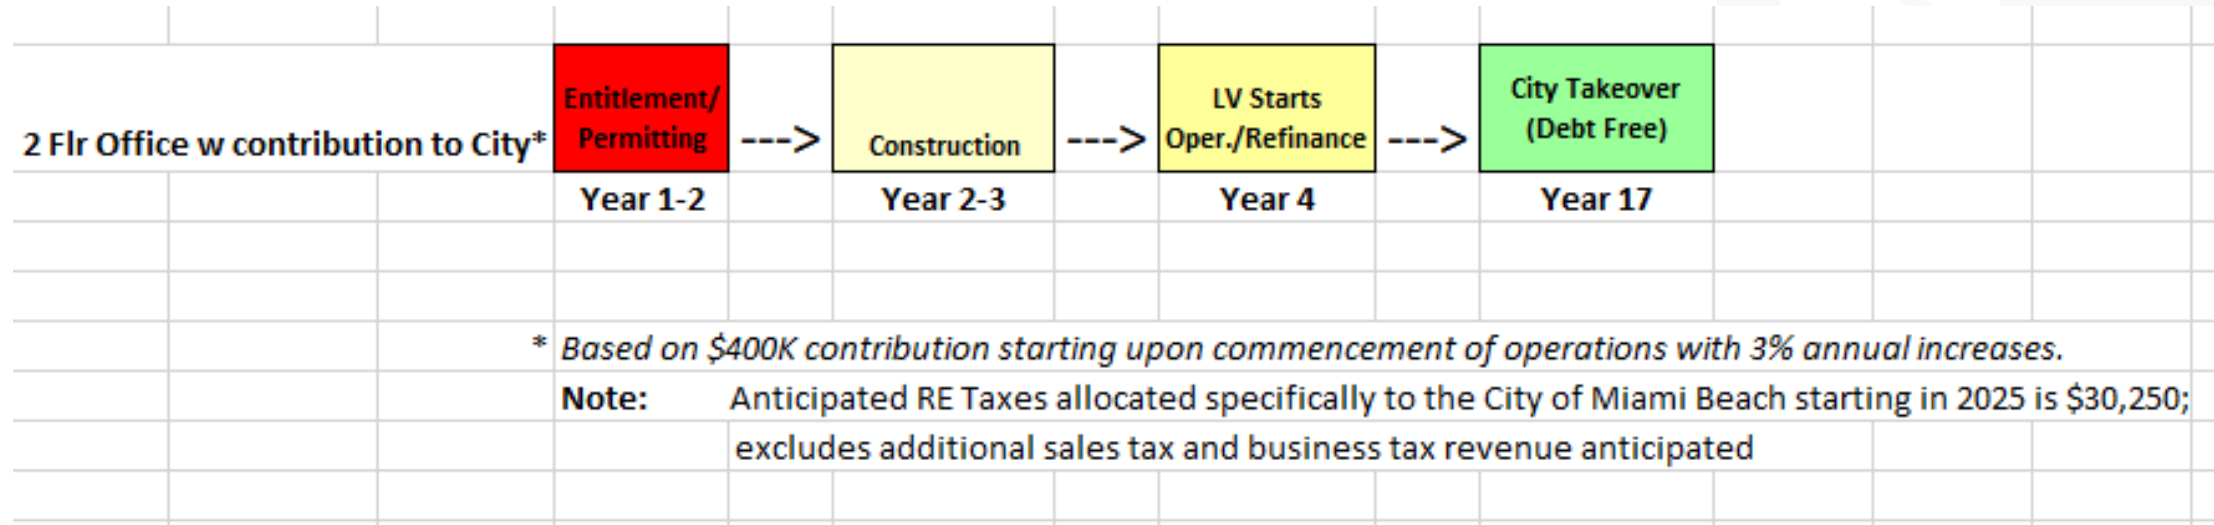 Entitlement/
Permitting
Construction
LV Starts
Oper./Refinance
City Takeover
(Debt Free)
2 Flr Office w contribution to City* ---> ---> --->
Year 1-2 Year 2-3 Year 4 Year 17
* Based on $400K contribution starting upon commencement of operations with 3% annual increases.
Note: Anticipated RE Taxes allocated specifically to the City of Miami Beach starting in 2025 is $30,250;
excludes additional sales tax and business tax revenue anticipated